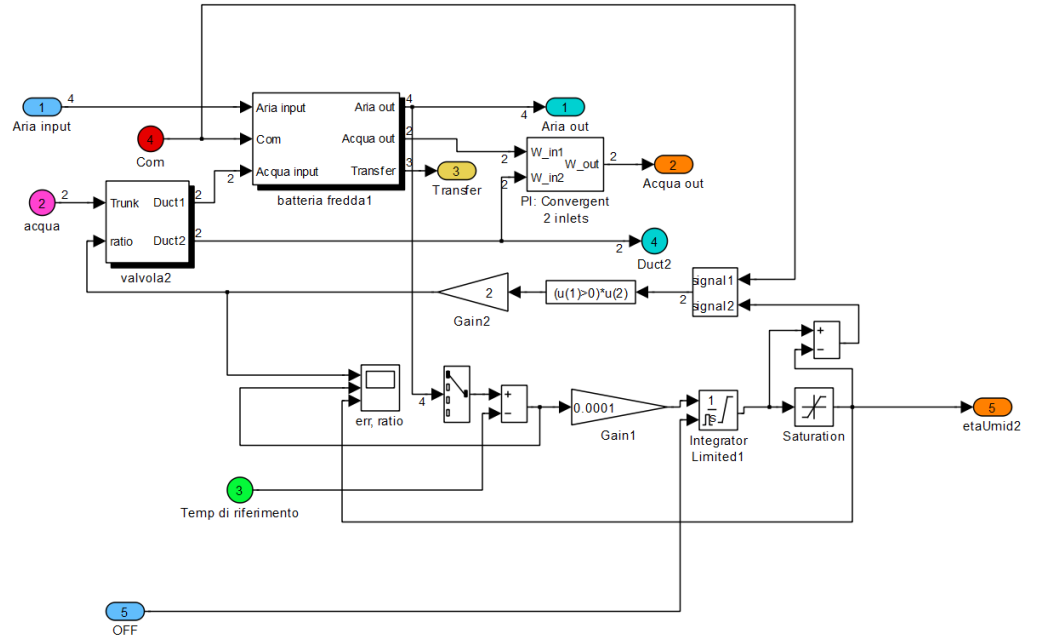 1
4
Aria input
4
Com
2
2
acqua
Aria input
Com
Acqua input
Aria out
Acqua out
Transfer
batteria fredda1
4
2
3
4
1
Aria out
3
Transfer
2
2
W_in1
W_in2
W_out
PI: Convergent
2 inlets
2
2
Acqua out
Trunk
ratio
Duct1
Duct2
valvola2
2
2
2
2
4
Duct2
2
Gain2
(u(1)>0)*u(2)
2
signal1
signal2
+
−
err, ratio
4
+
−
0.0001
Gain1
1
s
Integrator
Limited1
Saturation
5
etaUmid2
3
Temp di riferimento
5
OFF